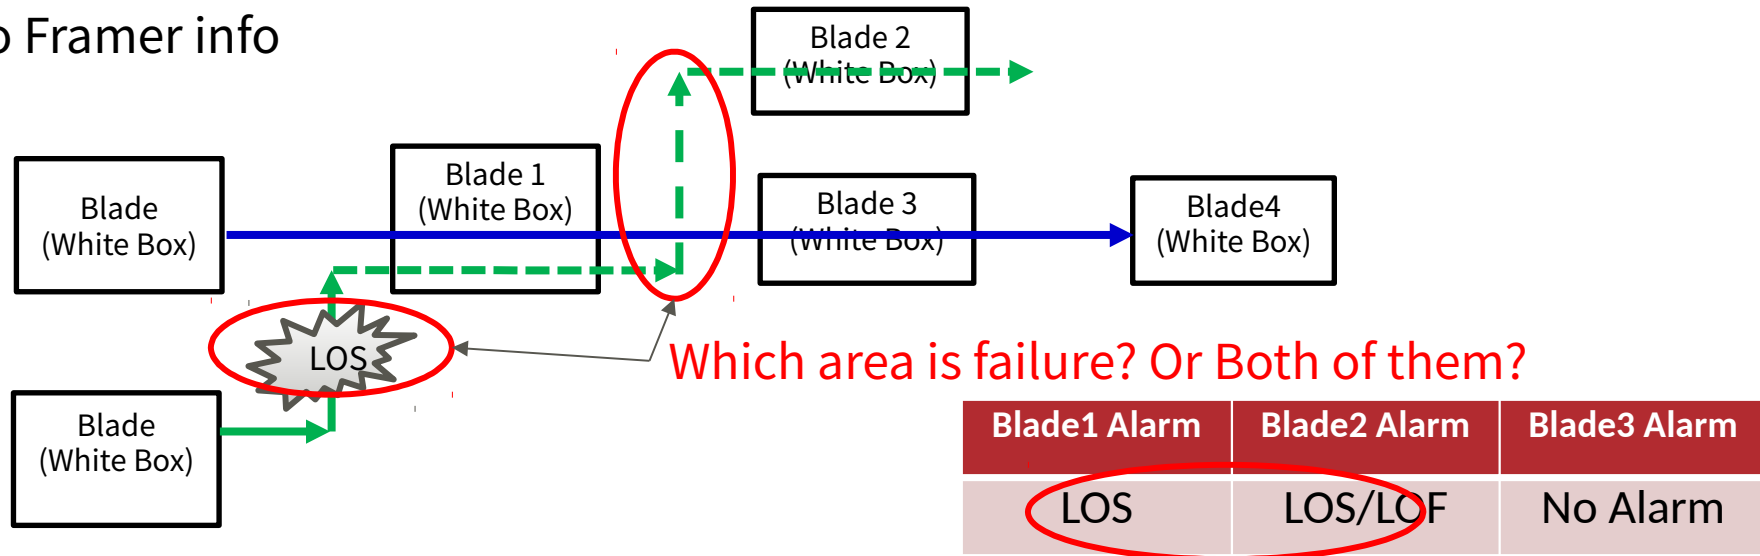 o Framer info
Blade 2
(White Box)
Blade 1
(White Box)
Blade
(White Box)
Blade 3
(White Box)
Blade4
(White Box)
LOS
Which area is failure? Or Both of them?
Blade
(White Box)
Blade1 Alarm Blade2 Alarm Blade3 Alarm
LOS LOS/LOF No Alarm